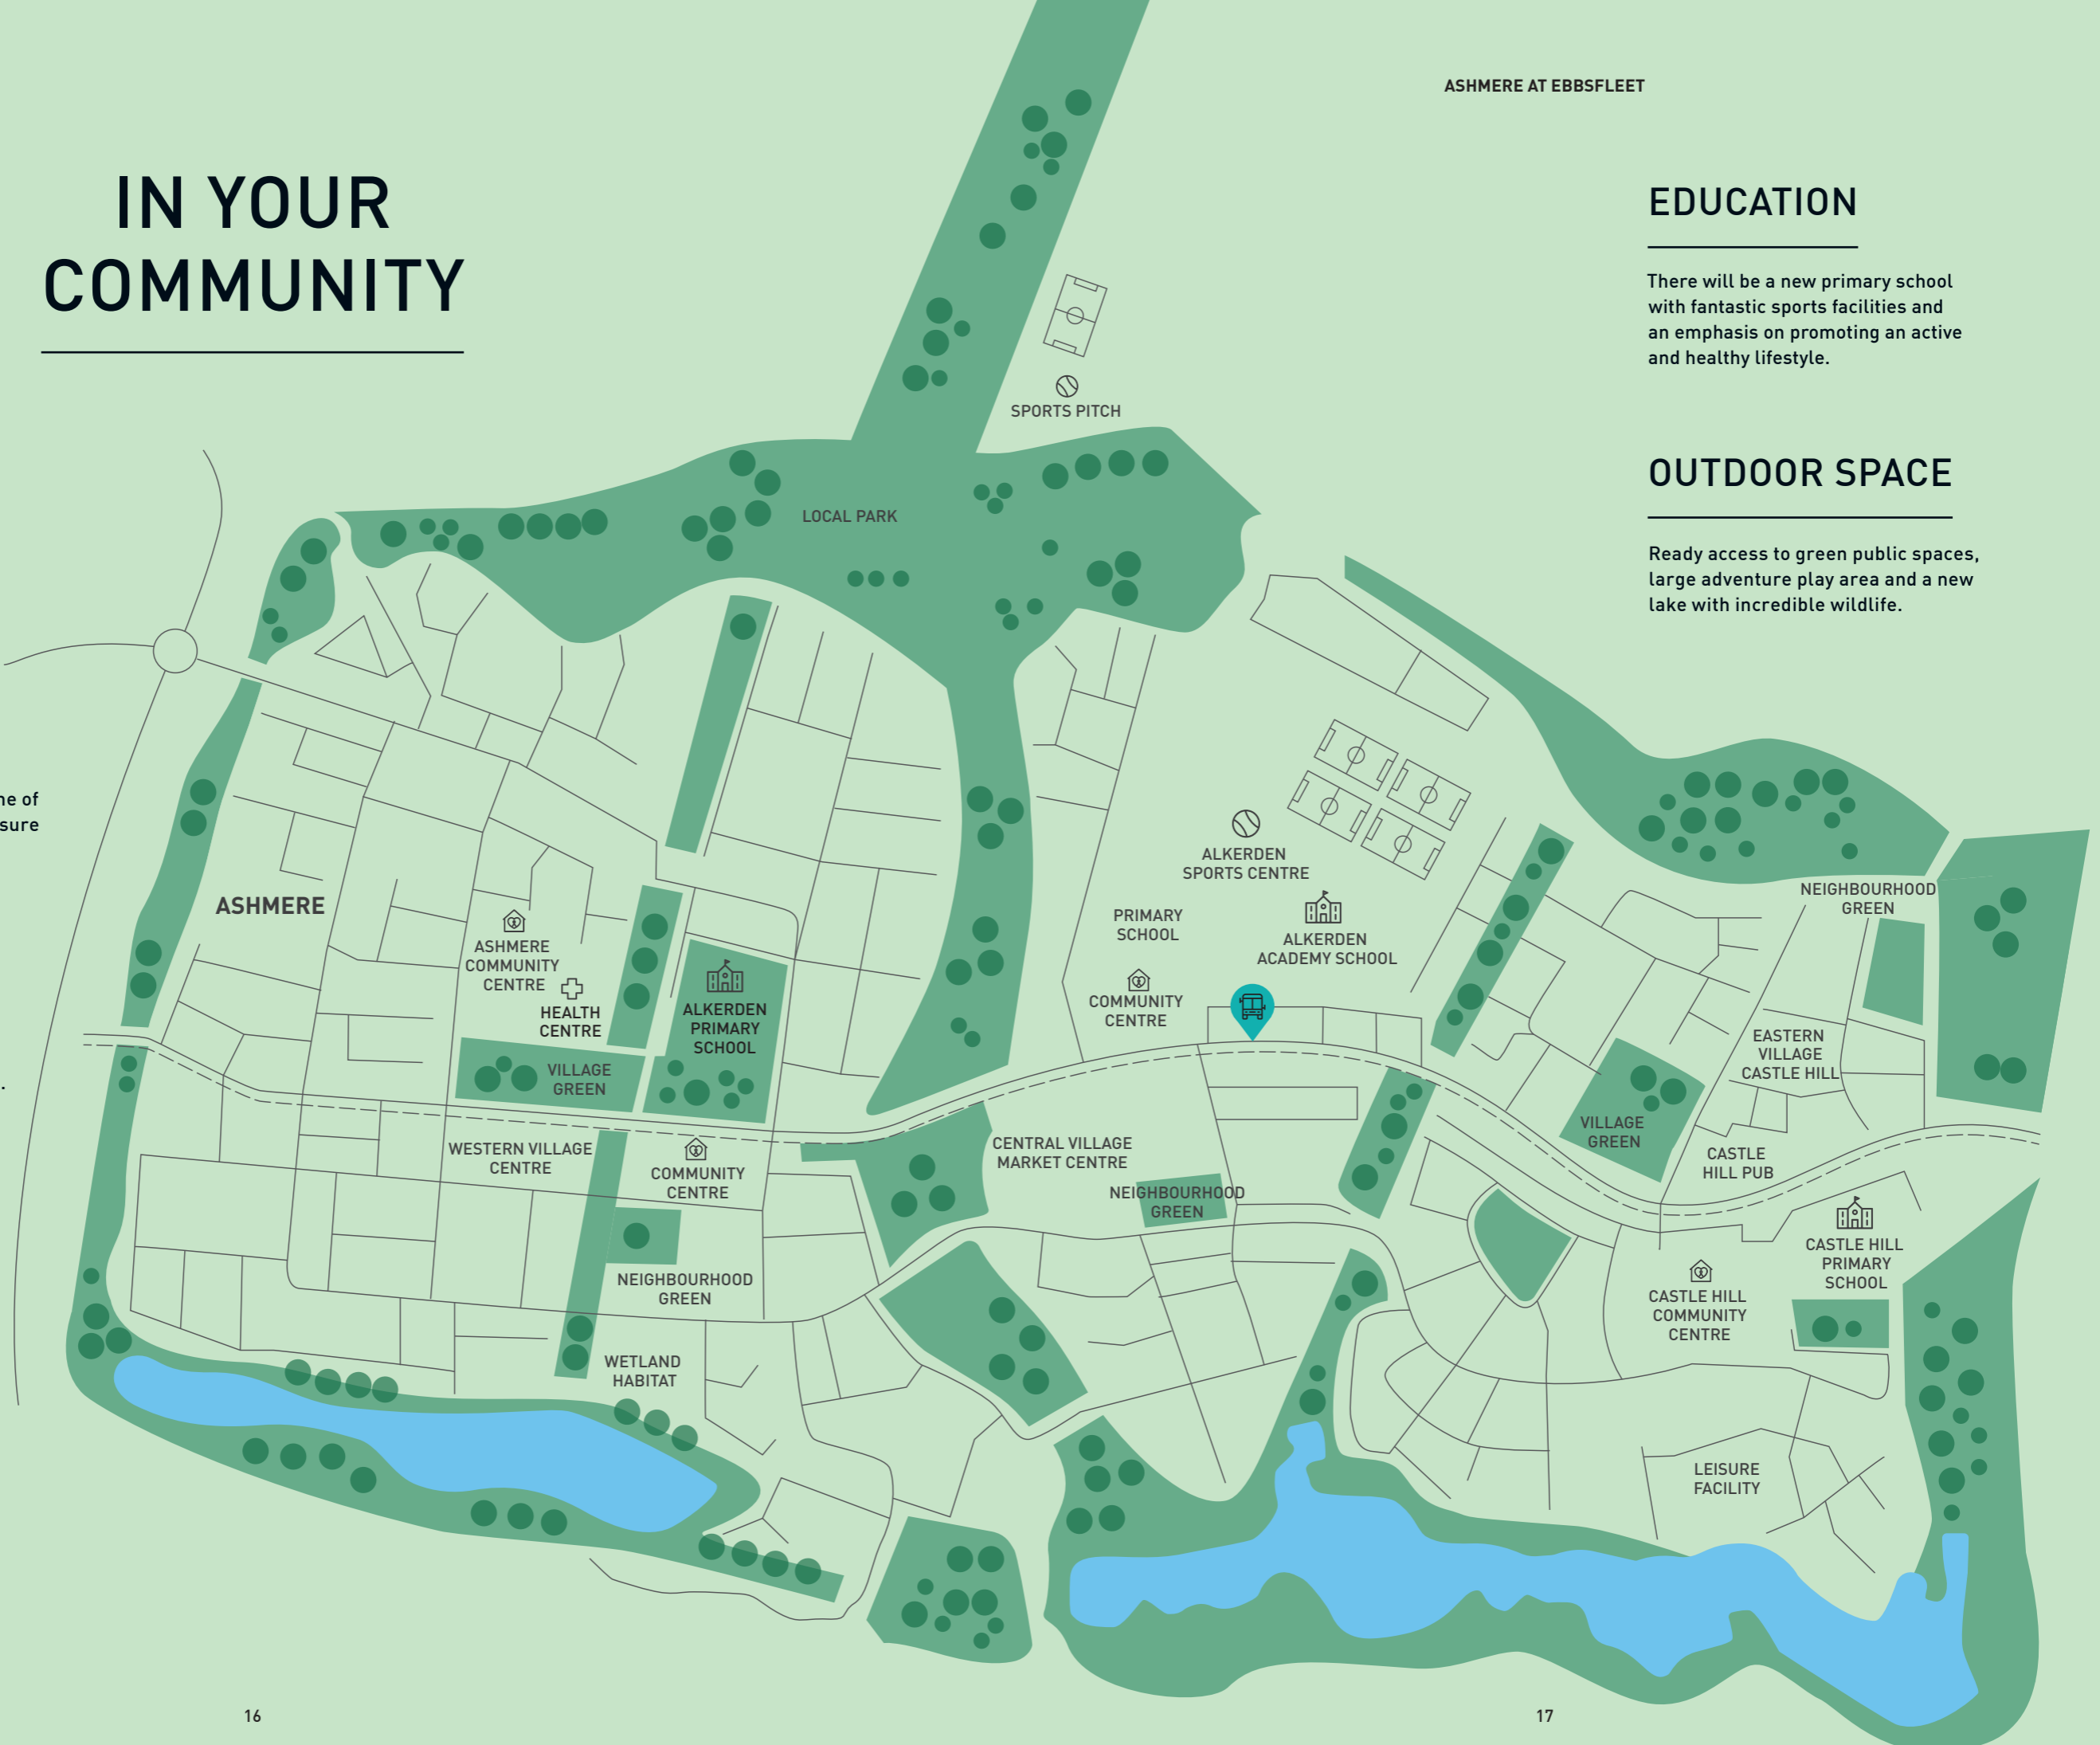 ASHMERE AT EBBSFLEET
IN YOUR
COMMUNITY
EDUCATION
There will be a new primary school
with fantastic sports facilities and
an emphasis on promoting an active
and healthy lifestyle.
OUTDOOR SPACE
Ready access to green public spaces,
large adventure play area and a new
lake with incredible wildlife.
SPORTS PITCH
LOCAL PARK
ne of
sure
.
ASHMERE
ASHMERE
COMMUNITY
CENTRE
HEALTH
CENTRE
ALKERDEN
PRIMARY
SCHOOL
VILLAGE
GREEN
WESTERN VILLAGE
CENTRE
COMMUNITY
CENTRE
NEIGHBOURHOOD
GREEN
WETLAND
HABITAT
ALKERDEN
SPORTS CENTRE
PRIMARY
SCHOOL
ALKERDEN
ACADEMY SCHOOL
COMMUNITY
CENTRE
CENTRAL VILLAGE
MARKET CENTRE
NEIGHBOURHOOD
GREEN
NEIGHBOURHOOD
GREEN
EASTERN
VILLAGE
CASTLE HILL
VILLAGE
GREEN
CASTLE
HILL PUB
CASTLE HILL
PRIMARY
SCHOOL
CASTLE HILL
COMMUNITY
CENTRE
LEISURE
FACILITY
16
17